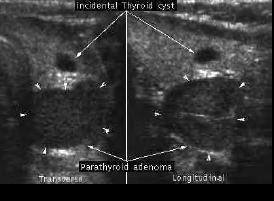 Incidental Thyroid cyst
Parathyroid adenoma
Transverse
Longitudinal